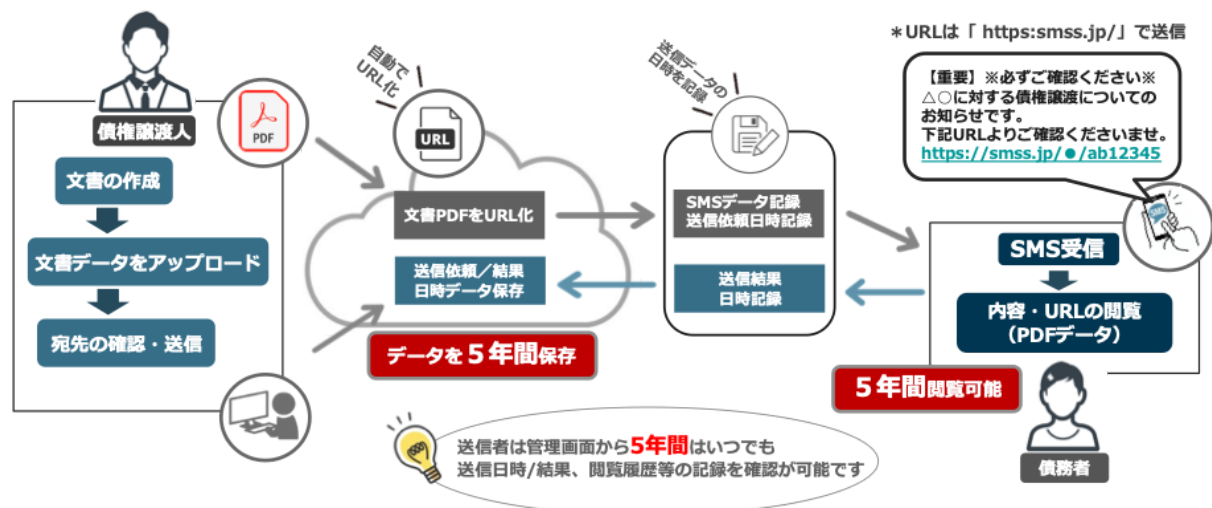 債権譲渡人
PDF
文書の作成
文書データをアップロード
宛先の確認・送信
自動で
URL化
URL
文書PDFをURL化
送信依頼／結果
日時データ保存
データを５年間保存
送信データの
日時を記録
SMSデータ記録
送信依頼日時記録
送信結果
日時記録
＊URLは「 https:smss.jp/」で送信
【重要】※必ずご確認ください※
△○に対する債権譲渡についての
お知らせです。
下記URLよりご確認くださいませ。
https://smss.jp/●/ab12345
SMS
SMS受信
内容・URLの閲覧
（PDFデータ）
５年間閲覧可能
債務者
送信者は管理画面から5年間はいつでも
送信日時/結果、閲覧履歴等の記録を確認が可能です